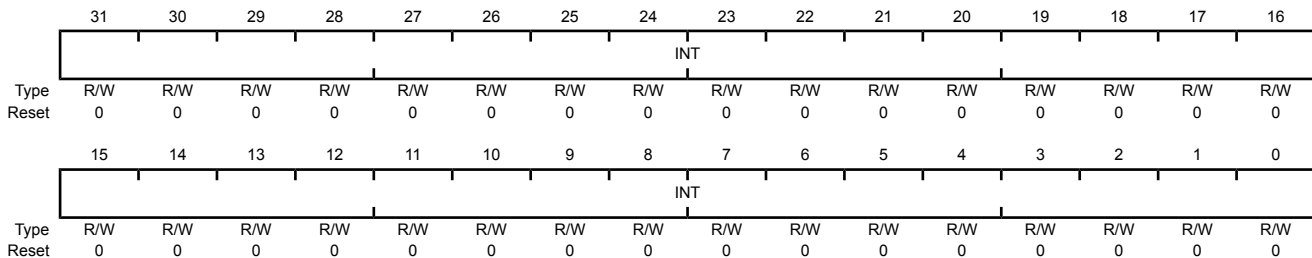 31 30 29 28 27 26 25 24 23 22 21 20 19 18 17 16
INT
Type R/W R/W R/W R/W R/W R/W R/W R/W R/W R/W R/W R/W R/W R/W R/W R/W
Reset 0 0 0 0 0 0 0 0 0 0 0 0 0 0 0 0
15 14 13 12 11 10 9 8 7 6 5 4 3 2 1 0
INT
Type R/W R/W R/W R/W R/W R/W R/W R/W R/W R/W R/W R/W R/W R/W R/W R/W
Reset 0 0 0 0 0 0 0 0 0 0 0 0 0 0 0 0